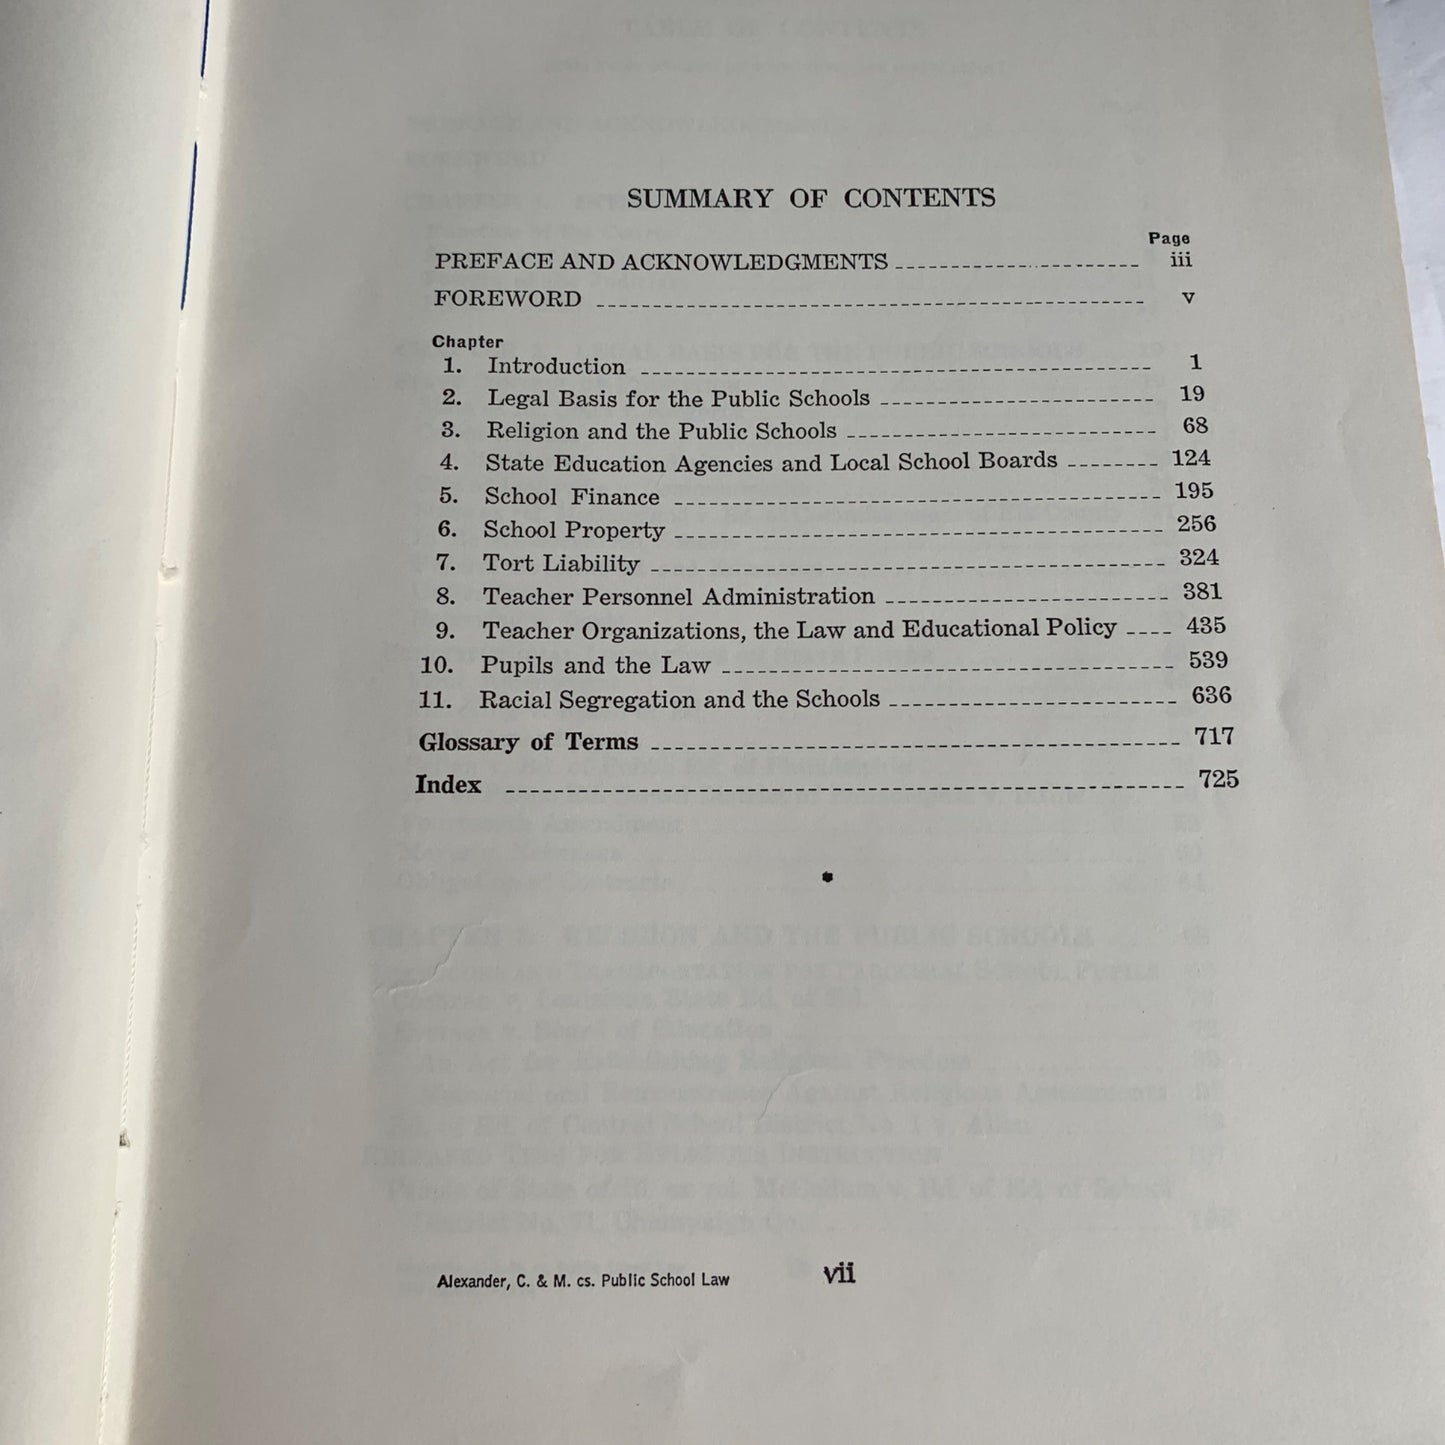 SUMMARY OF CONTENTS
Page
PREFACE AND ACKNOWLEDGMENTS iii
FOREWORD v
Chapter
1. Introduction 1
2. Legal Basis for the Public Schools 19
3. Religion and the Public Schools 68
4. State Education Agencies and Local School Boards 124
5. School Finance 195
6. School Property 256
7. Tort Liability 324
8. Teacher Personnel Administration 381
9. Teacher Organizations, the Law and Educational Policy 435
10. Pupils and the Law 539
11. Racial Segregation and the Schools 636
Glossary of Terms 717
Index 725
Alexander, C. & M. cs. Public School Law vii